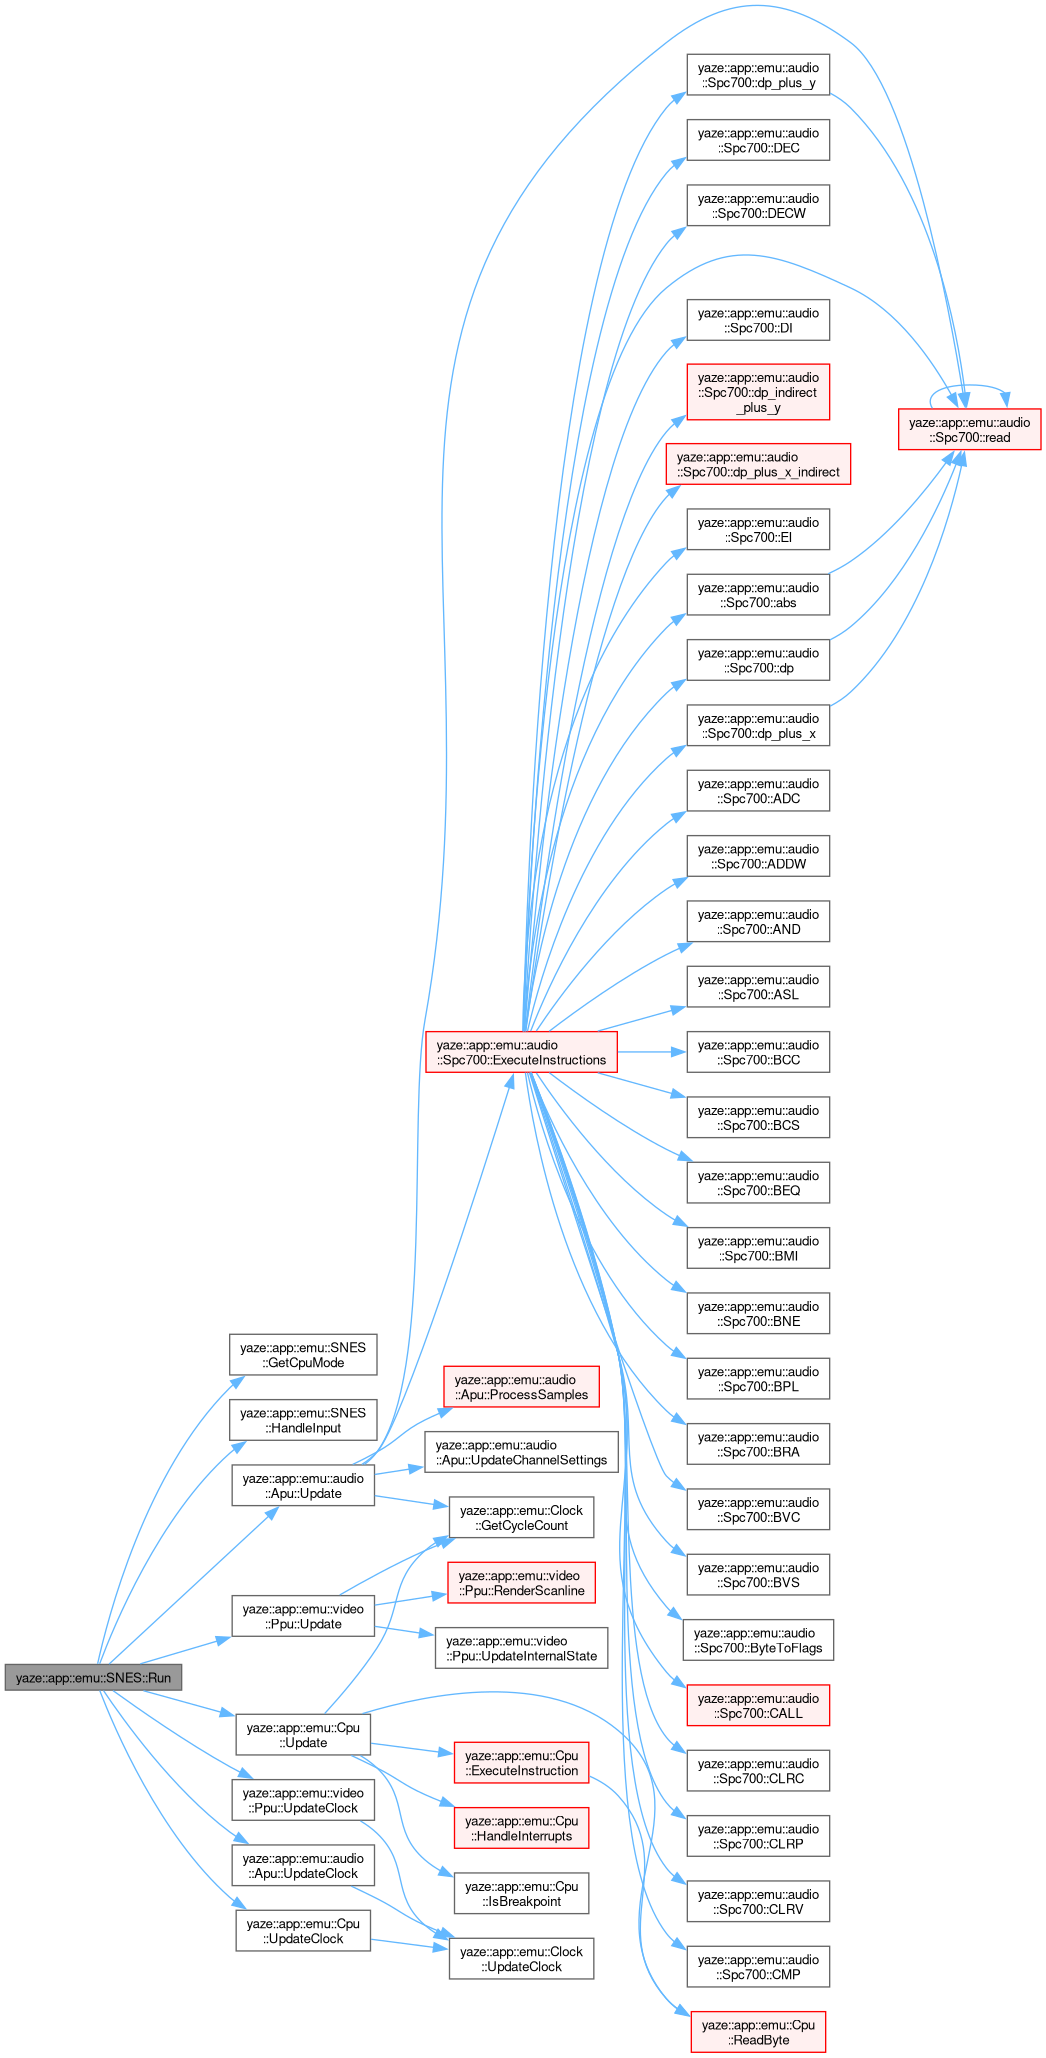 yaze::app::emu::audio
::Spc700::dp_plus_y
yaze::app::emu::audio
::Spc700::DEC
yaze::app::emu::audio
::Spc700::DECW
yaze::app::emu::audio
::Spc700::DI
yaze::app::emu::audio
::Spc700::dp_indirect
_plus_y
yaze::app::emu::audio
::Spc700::read
yaze::app::emu::audio
::Spc700::dp_plus_x_indirect
yaze::app::emu::audio
::Spc700::EI
yaze::app::emu::audio
::Spc700::abs
yaze::app::emu::audio
::Spc700::dp
yaze::app::emu::audio
::Spc700::dp_plus_x
yaze::app::emu::audio
::Spc700::ADC
yaze::app::emu::audio
::Spc700::ADDW
yaze::app::emu::audio
::Spc700::AND
yaze::app::emu::audio
::Spc700::ASL
yaze::app::emu::audio
::Spc700::ExecuteInstructions
yaze::app::emu::audio
::Spc700::BCC
yaze::app::emu::audio
::Spc700::BCS
yaze::app::emu::audio
::Spc700::BEQ
yaze::app::emu::audio
::Spc700::BMI
yaze::app::emu::audio
::Spc700::BNE
yaze::app::emu::audio
::Spc700::BPL
yaze::app::emu::audio
::Spc700::BRA
yaze::app::emu::audio
::Spc700::BVC
yaze::app::emu::audio
::Spc700::BVS
yaze::app::emu::audio
::Spc700::ByteToFlags
yaze::app::emu::audio
::Spc700::CALL
yaze::app::emu::audio
::Spc700::CLRC
yaze::app::emu::audio
::Spc700::CLRP
yaze::app::emu::audio
::Spc700::CLRV
yaze::app::emu::audio
::Spc700::CMP
yaze::app::emu::Cpu
::ReadByte
yaze::app::emu::SNES
::GetCpuMode
yaze::app::emu::SNES
::HandleInput
yaze::app::emu::audio
::Apu::Update
yaze::app::emu::audio
::Apu::ProcessSamples
yaze::app::emu::audio
::Apu::UpdateChannelSettings
yaze::app::emu::Clock
::GetCycleCount
yaze::app::emu::video
::Ppu::Update
yaze::app::emu::video
::Ppu::RenderScanline
yaze::app::emu::video
::Ppu::UpdateInternalState
yaze::app::emu::SNES::Run
yaze::app::emu::Cpu
::Update
yaze::app::emu::Cpu
::ExecuteInstruction
yaze::app::emu::video
::Ppu::UpdateClock
yaze::app::emu::Cpu
::HandleInterrupts
yaze::app::emu::audio
::Apu::UpdateClock
yaze::app::emu::Cpu
::IsBreakpoint
yaze::app::emu::Cpu
::UpdateClock
yaze::app::emu::Clock
::UpdateClock